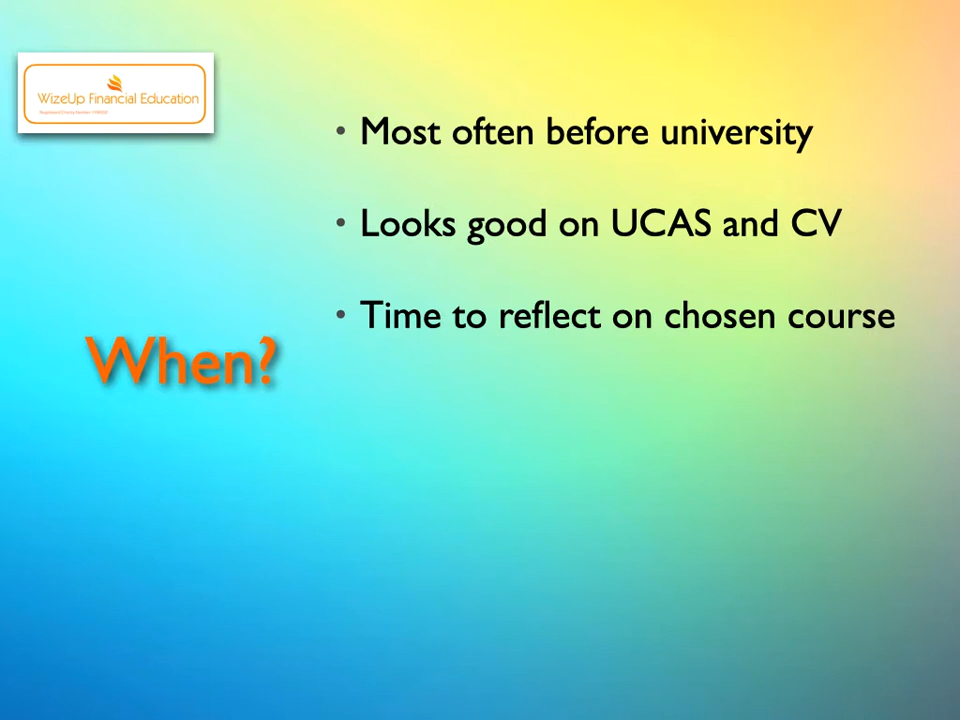 WizeUp Financial Education
• Most often before university
• Looks good on UCAS and CV
• Time to reflect on chosen course
When?